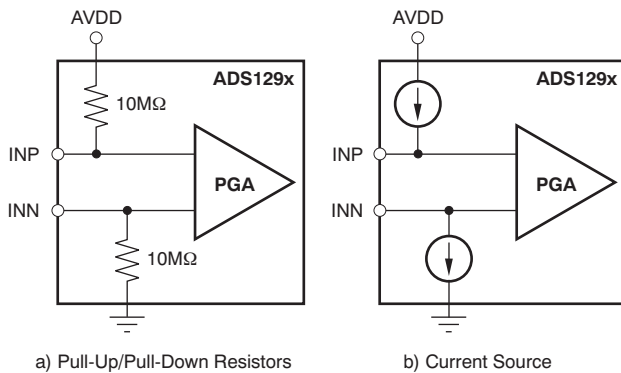 AVDD
ADS129x
10MΩ
INP
PGA
INN
10MΩ
a) Pull-Up/Pull-Down Resistors
AVDD
ADS129x
INP
PGA
INN
b) Current Source